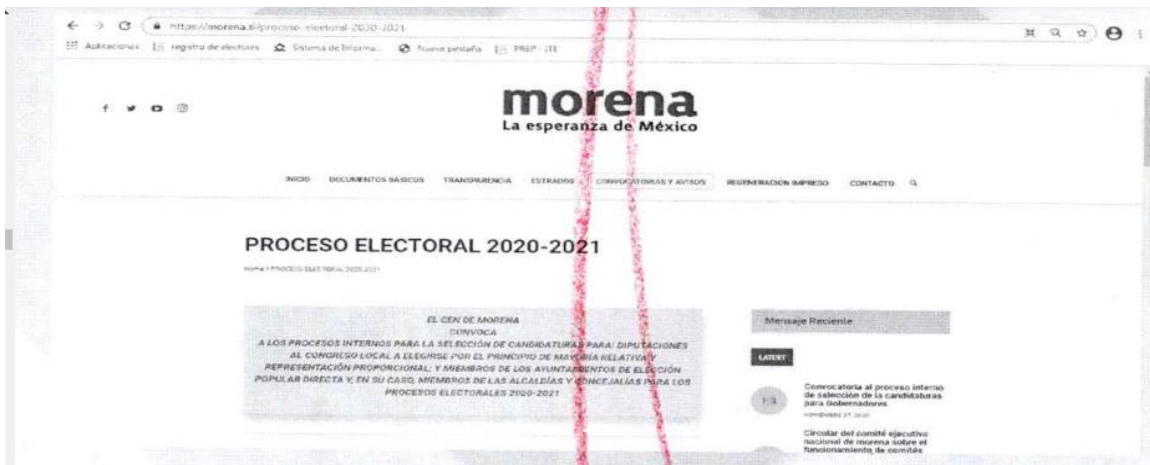 https://morena.si/proceso-electoral-2020-2021
Aplicaciones registro de electores Sistema de Informa... Nueva pestaña PREP - ITE
morena
La esperanza de México
INICIO DOCUMENTOS BÁSICOS TRANSPARENCIA ESTRADOS CONVOCATORIAS Y AVISOS REGENERACIÓN IMPRESO CONTACTO
PROCESO ELECTORAL 2020-2021
Home PROCESO ELECTORAL 2020-2021
EL CEN DE MORENA
CONVOCA
A LOS PROCESOS INTERNOS PARA LA SELECCIÓN DE CANDIDATURAS PARA: DIPUTACIONES
AL CONGRESO LOCAL A ELEGIRSE POR EL PRINCIPIO DE MAYORÍA RELATIVA Y
REPRESENTACIÓN PROPORCIONAL; Y MIEMBROS DE LOS AYUNTAMIENTOS DE ELECCIÓN
POPULAR DIRECTA Y, EN SU CASO, MIEMBROS DE LAS ALCALDÍAS Y CONCEJALÍAS PARA LOS
PROCESOS ELECTORALES 2020-2021
Mensaje Reciente
LATEST
Convocatoria al proceso interno
de selección de la candidaturas
para Gobernadores
Circular del comité ejecutivo
nacional de morena sobre el
funcionamiento de comités